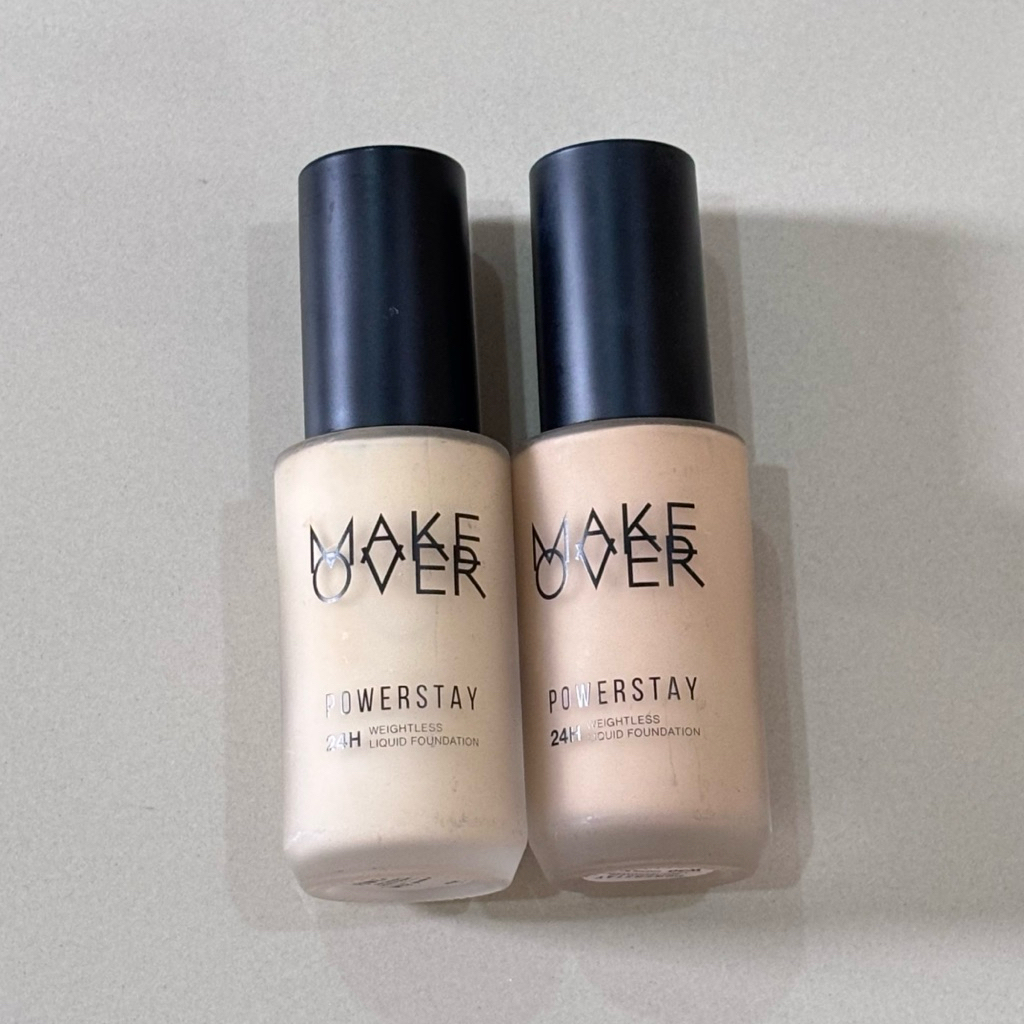 MAKE
OVER
POWERSTAY
24H WEIGHTLESS
LIQUID FOUNDATION
MAKE
OVER
POWERSTAY
24H WEIGHTLESS
LIQUID FOUNDATION